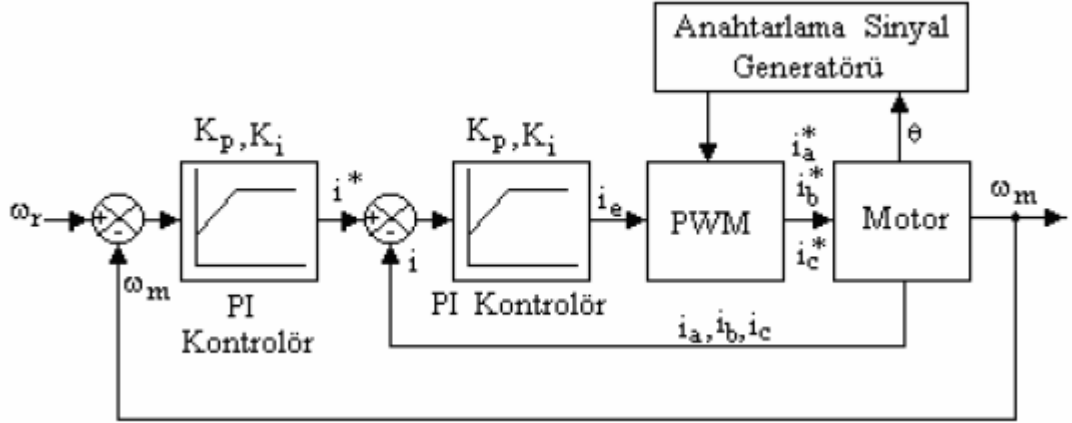 Anahtarlama Sinyal
Generatörü
K_p, K_i
K_p, K_i
i_a^*
θ
ω_r
+
-
i^*
+
-
i_e
PWM
i_b^*
Motor
ω_m
i
i_c^*
ω_m
PI
Kontrolör
PI Kontrolör
i_a, i_b, i_c